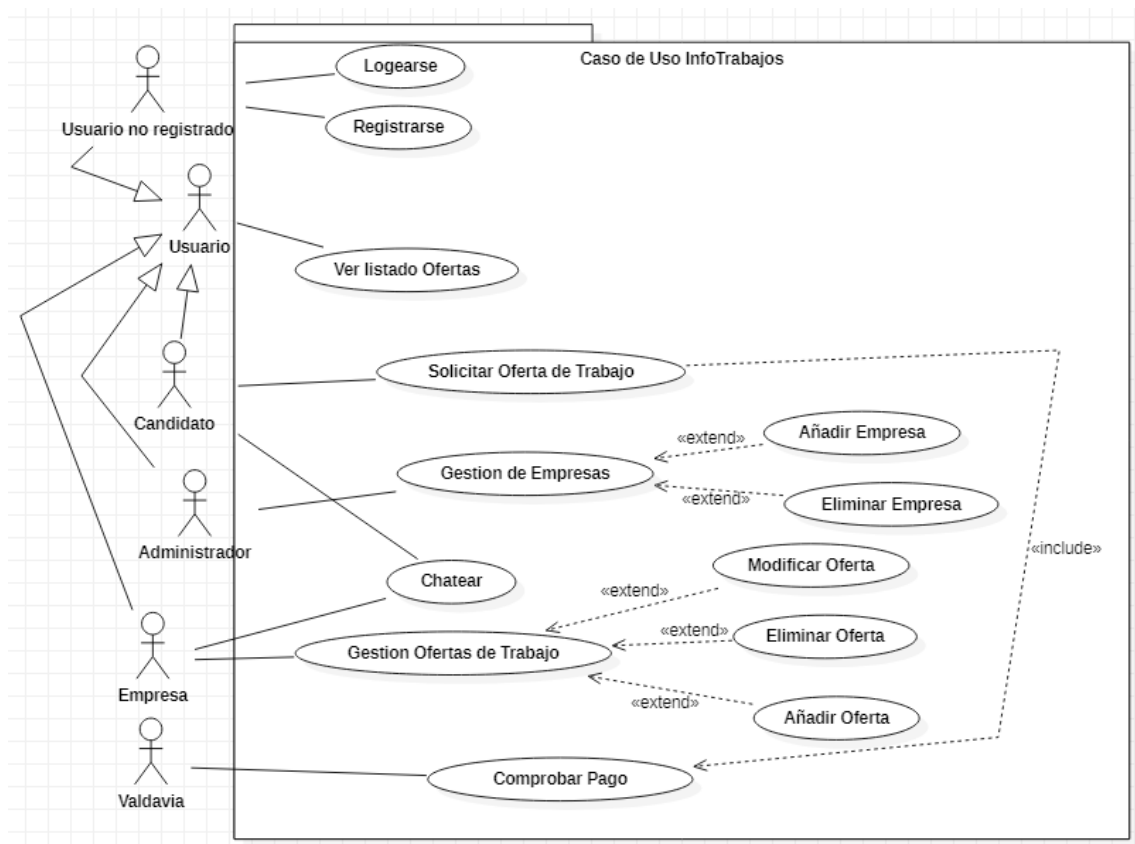 Caso de Uso InfoTrabajos
Logearse
Usuario no registrado
Registrarse
Usuario
Ver listado Ofertas
Solicitar Oferta de Trabajo
Candidato
Añadir Empresa
«extend»
Gestion de Empresas
«extend»
Eliminar Empresa
Administrador
«include»
Modificar Oferta
Chatear
«extend»
«extend»
Eliminar Oferta
Gestion Ofertas de Trabajo
Empresa
«extend»
Añadir Oferta
Comprobar Pago
Valdavia